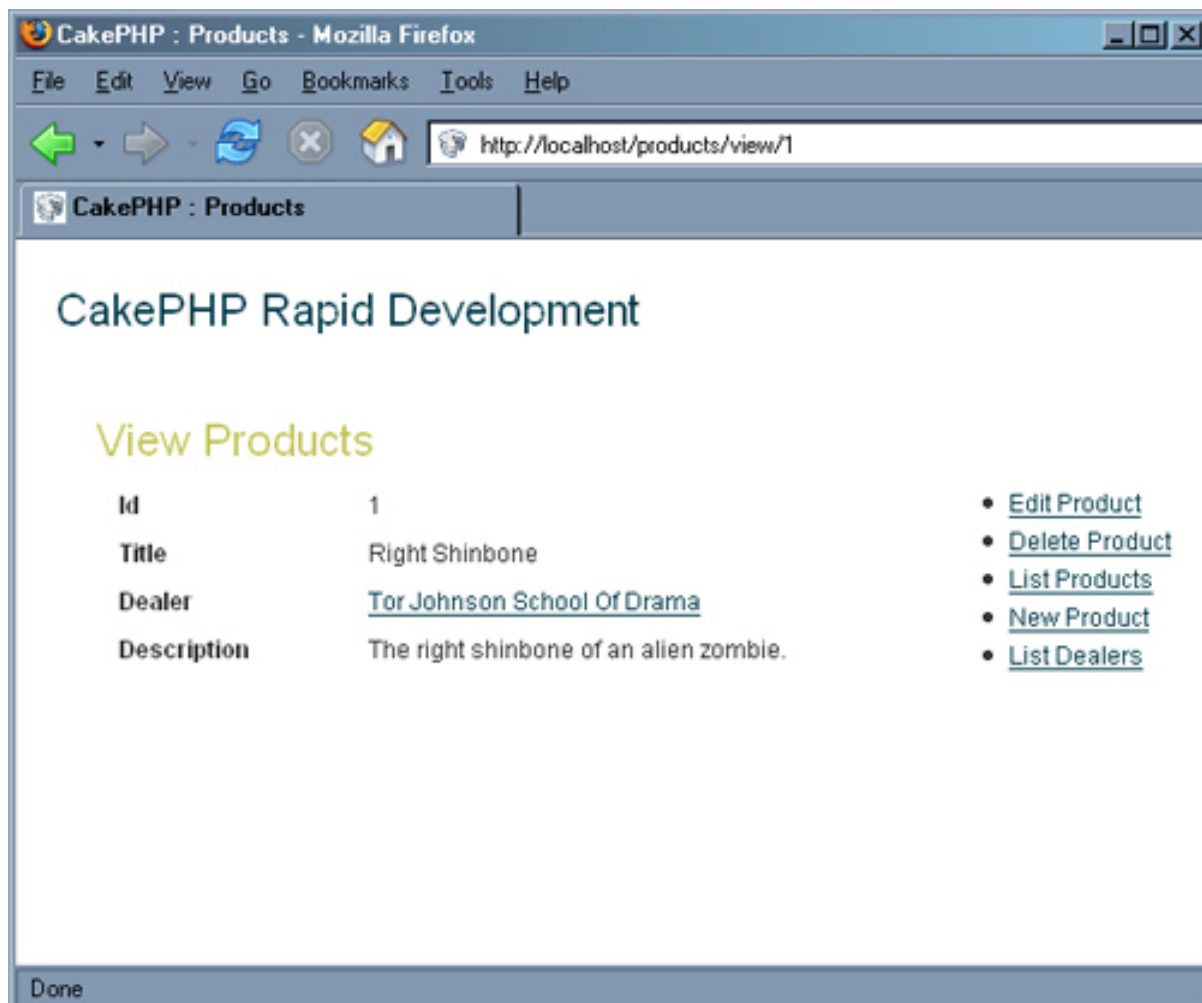 CakePHP : Products - Mozilla Firefox
File Edit View Go Bookmarks Tools Help
http://localhost/products/view/1
CakePHP : Products
CakePHP Rapid Development
View Products
Id 1
Title Right Shinbone
Dealer Tor Johnson School Of Drama
Description The right shinbone of an alien zombie.
Edit Product
Delete Product
List Products
New Product
List Dealers
Done